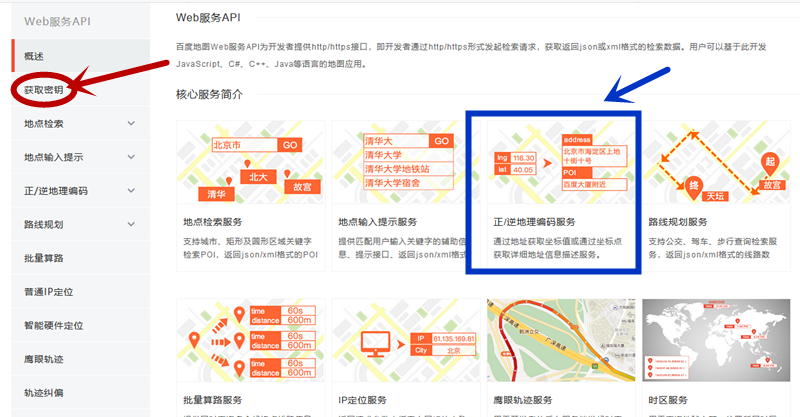 Web服务API
概述
获取密钥
地点检索
地点输入提示
正/逆地理编码
路线规划
批量算路
普通IP定位
智能硬件定位
鹰眼轨迹
轨迹纠偏
Web服务API
百度地图Web服务API为开发者提供http/https接口，即开发者通过http/https形式发起检索请求，获取返回json或xml格式的检索数据。用户可以基于此开发
JavaScript、C#、C++、Java等语言的地图应用。
核心服务简介
北京市 GO
北大
清华
故宫
地点检索服务
支持城市、矩形及圆形区域关键字
检索POI，返回json/xml格式的POI
清华大 GO
清华大学
清华大学地铁站
清华大学宿舍
地点输入提示服务
提供匹配用户输入关键字的辅助信
息、提示接口，返回json/xml格式
lng 116.30
lat 40.05
address
北京市海淀区上地
十街十号
POI
百度大厦附近
正/逆地理编码服务
通过地址获取坐标值或通过坐标点
获取详细地址信息描述服务。
起
故宫
终
天坛
路线规划服务
支持公交、驾车、步行查询检索服
务，返回json/xml格式的线路数
time 60s
distance 600m
time 60s
distance 600m
time 60s
distance 600m
批量算路服务
IP 61.135.169.81
City 北京
IP定位服务
鹤洲立交
广深高速
鹰眼轨迹服务
时区服务